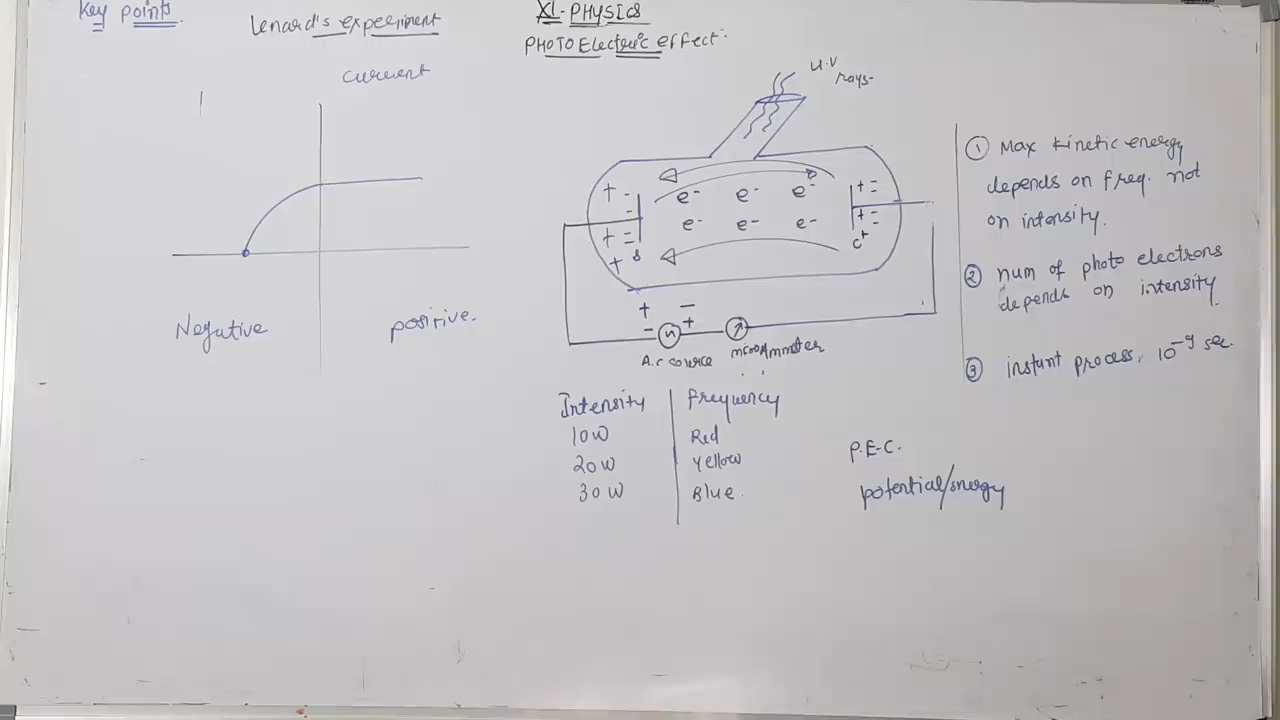 Key points
Lenard's experiment
XI - PHYSICS
PHOTO Electric effect:
current
Negative
positive.
U.V
rays-
+ -
-
+ =
+ s
e- e- e-
e- e- e-
+ =
+ =
c+
+ -
- +
A.C source
microAmmeter
Intensity Frequency
10W Red
20W Yellow
30W Blue.
P.E.C.
potential/energy
① Max kinetic energy
depends on freq. not
on intensity.
② num of photo electrons
depends on intensity
③ instant process, 10-9 sec.